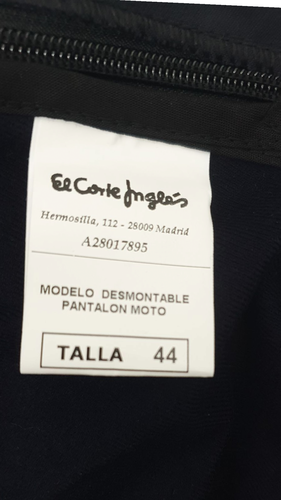 El Corte Inglés
Hermosilla, 112 - 28009 Madrid
A28017895
MODELO DESMONTABLE
PANTALON MOTO
TALLA 44